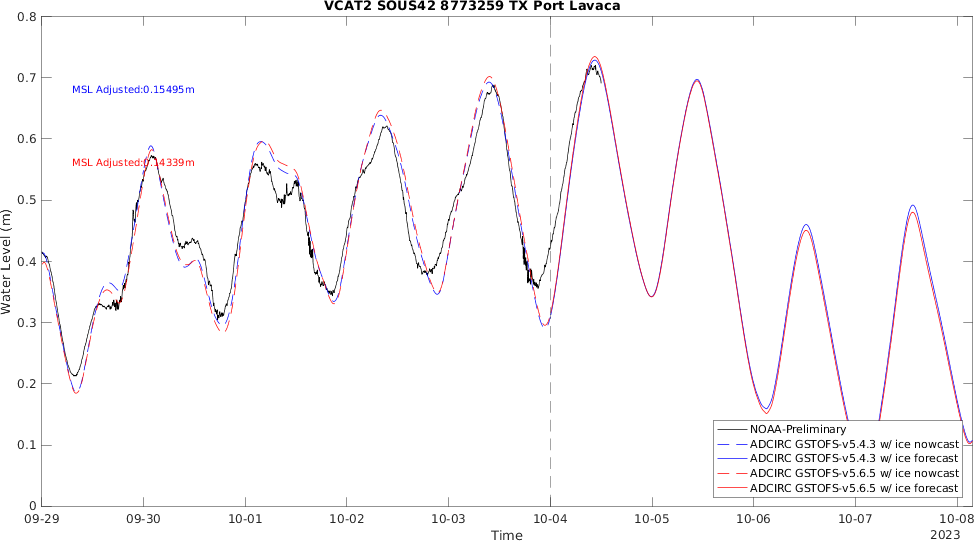 VCAT2 SOUS42 8773259 TX Port Lavaca
0.8
0.7
0.6
0.5
0.4
0.3
0.2
0.1
0
Water Level (m)
MSL Adjusted:0.15495m
MSL Adjusted:0.14339m
NOAA-Preliminary
ADCIRC GSTOFS-v5.4.3 w/ ice nowcast
ADCIRC GSTOFS-v5.4.3 w/ ice forecast
ADCIRC GSTOFS-v5.6.5 w/ ice nowcast
ADCIRC GSTOFS-v5.6.5 w/ ice forecast
09-29 09-30 10-01 10-02 10-03 10-04 10-05 10-06 10-07 10-08
2023
Time